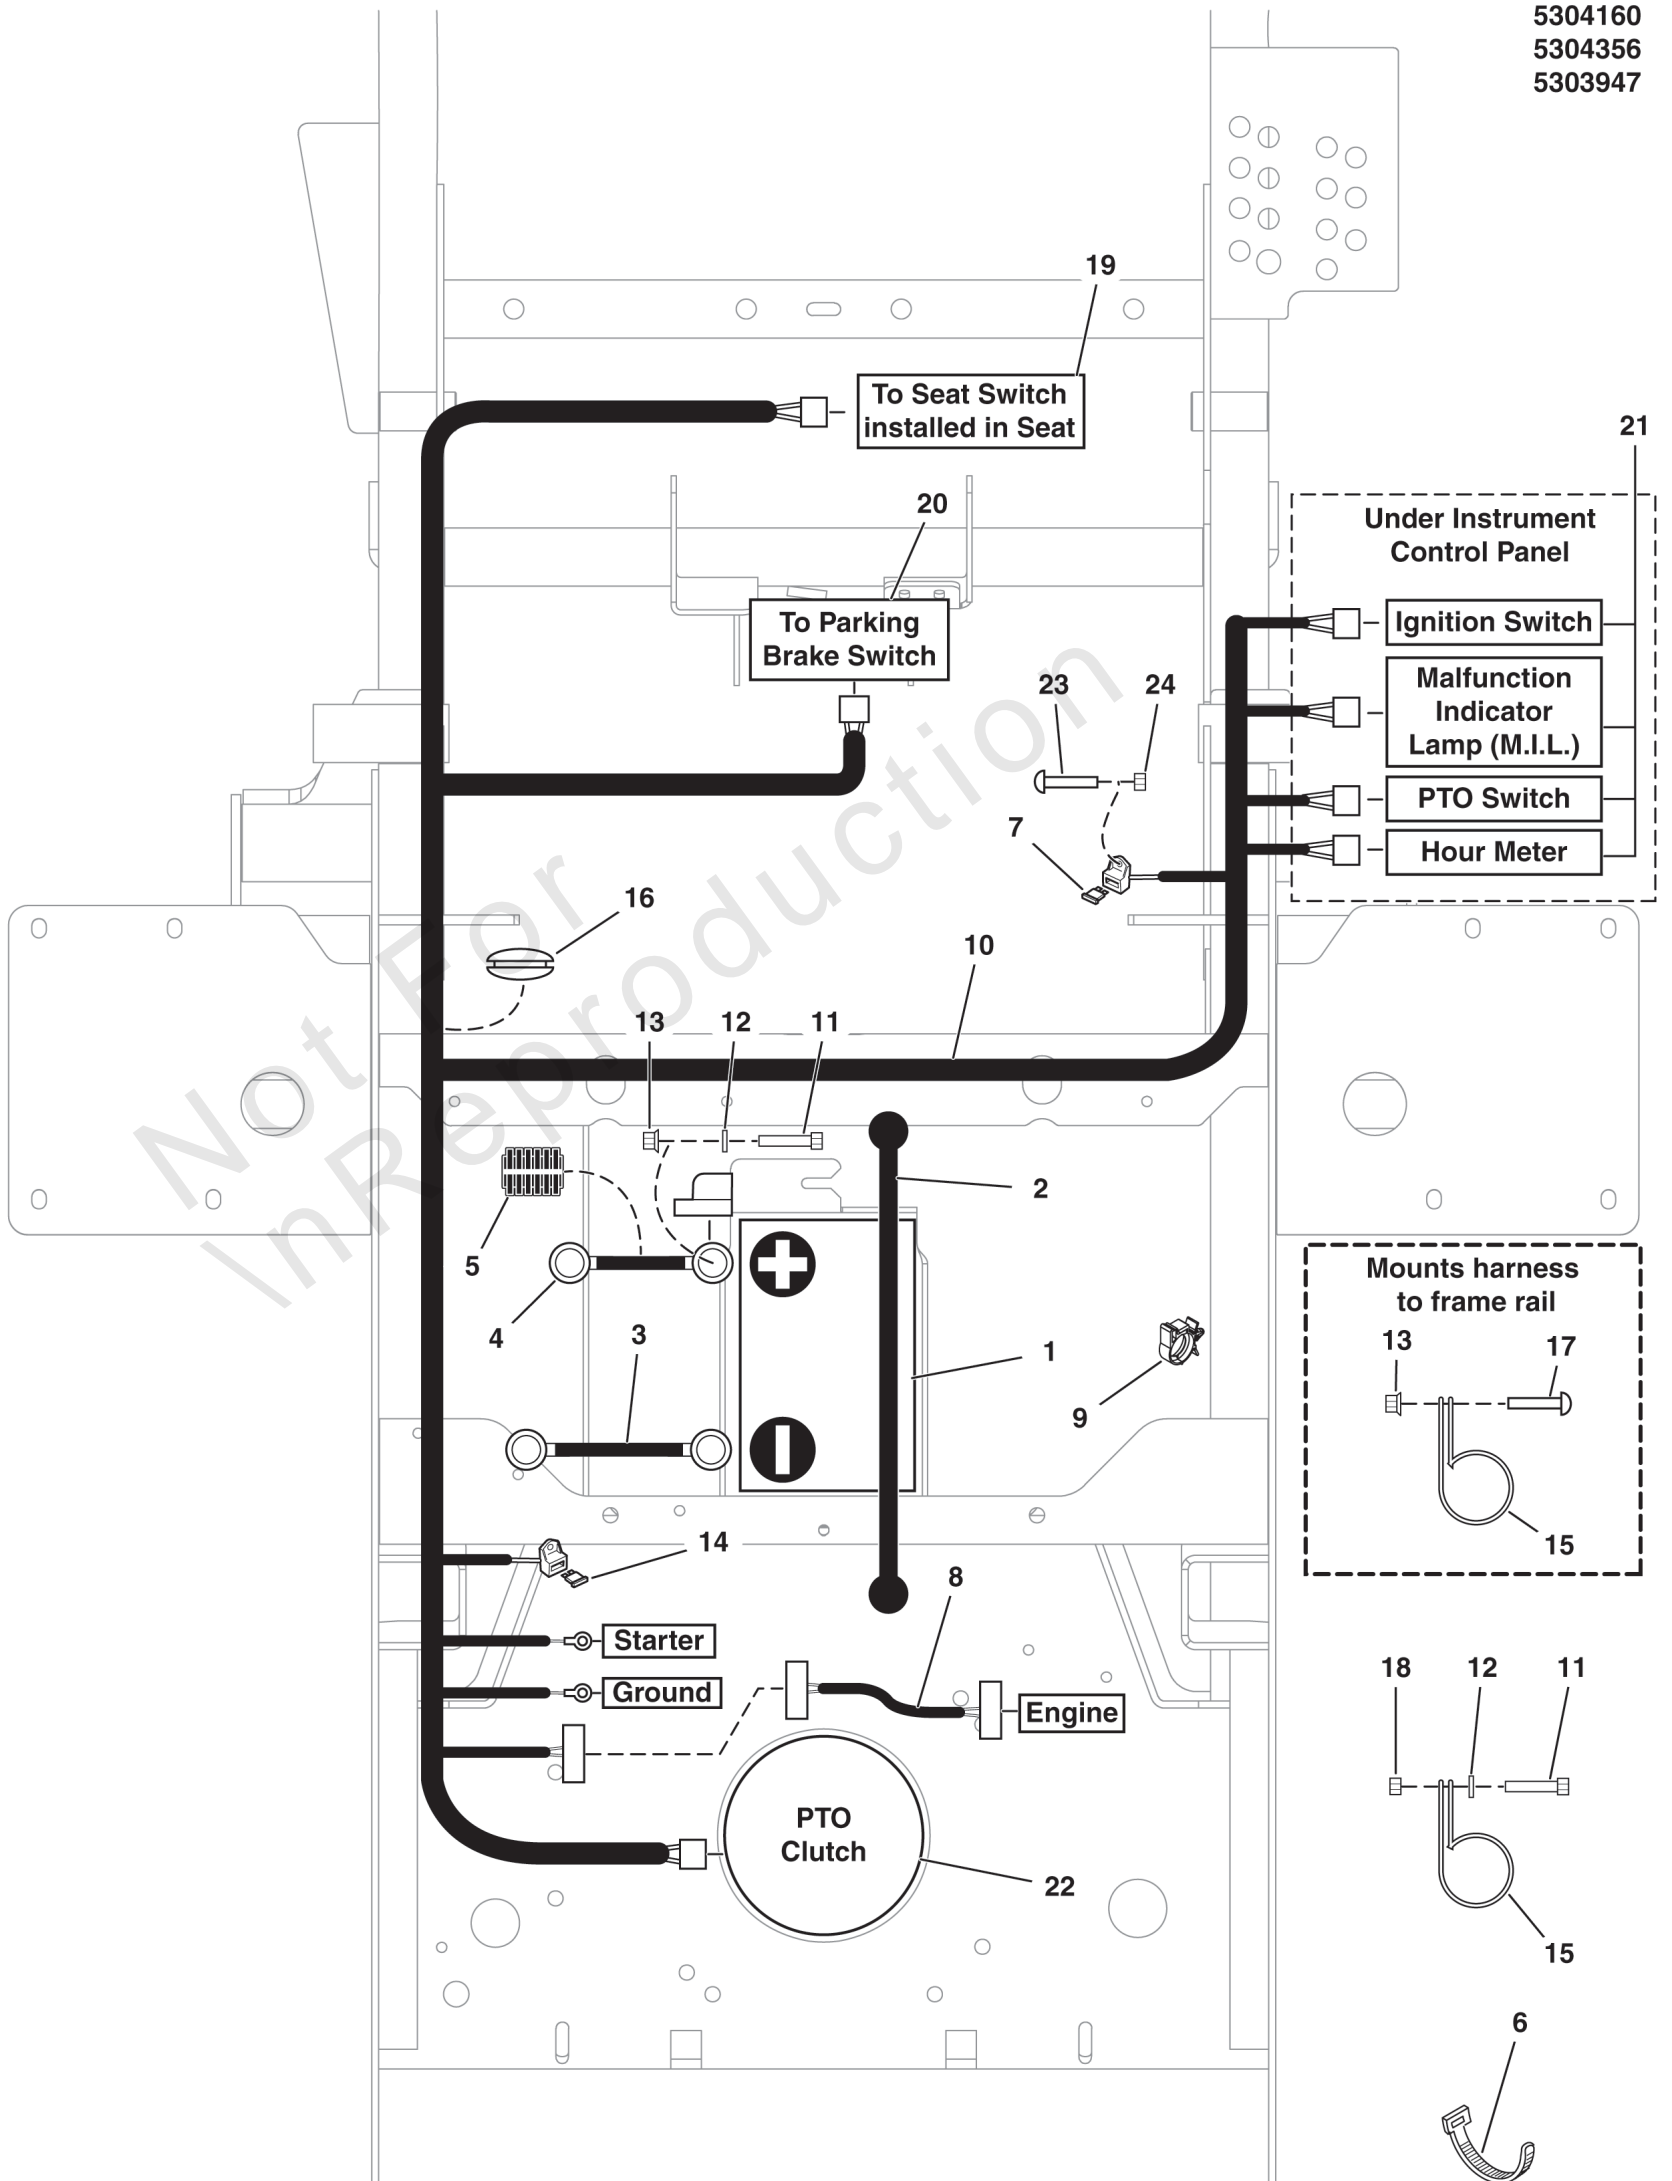 5304160
5304356
5303947
19
To Seat Switch
installed in Seat
21
20
Under Instrument
Control Panel
To Parking
Brake Switch
Ignition Switch
23
24
Malfunction
Indicator
Lamp (M.I.L.)
7
PTO Switch
Hour Meter
16
10
13
12
11
2
5
4
3
1
9
Mounts harness
to frame rail
13
17
15
14
8
Starter
Ground
Engine
18
12
11
PTO
Clutch
22
15
6
Not For
\nReproduction